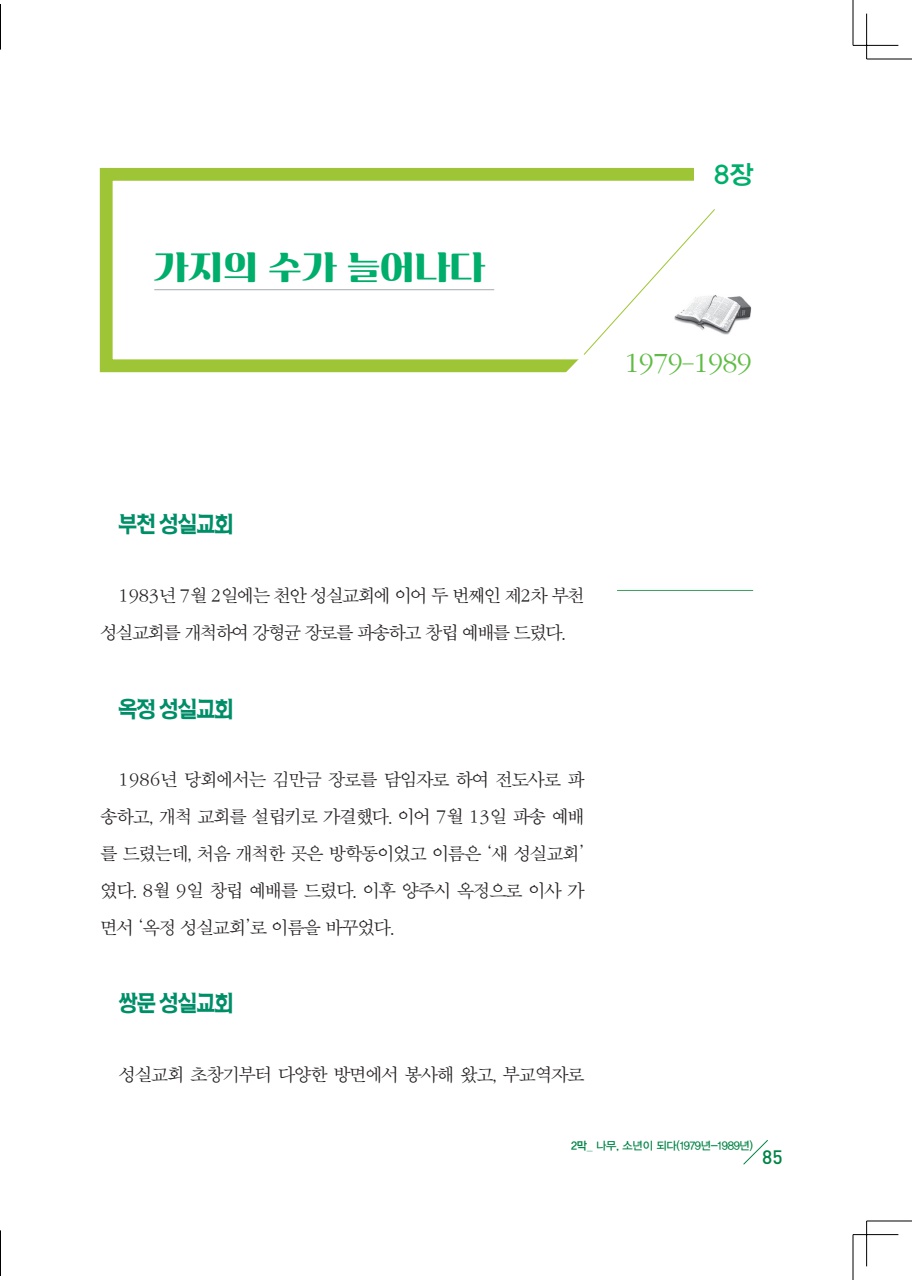 8장
가지의 수가 늘어나다
1979-1989
부천 성실교회
1983년 7월 2일에는 천안 성실교회에 이어 두 번째인 제2차 부천
성실교회를 개척하여 강형균 장로를 파송하고 창립 예배를 드렸다.
옥정 성실교회
1986년 당회에서는 김만금 장로를 담임자로 하여 전도사로 파
송하고, 개척 교회를 설립키로 가결했다. 이어 7월 13일 파송 예배
를 드렸는데, 처음 개척한 곳은 방학동이었고 이름은 ‘새 성실교회’
였다. 8월 9일 창립 예배를 드렸다. 이후 양주시 옥정으로 이사 가
면서 ‘옥정 성실교회’로 이름을 바꾸었다.
쌍문 성실교회
성실교회 초창기부터 다양한 방면에서 봉사해 왔고, 부교역자로
2막_ 나무, 소년이 되다(1979년-1989년)
85